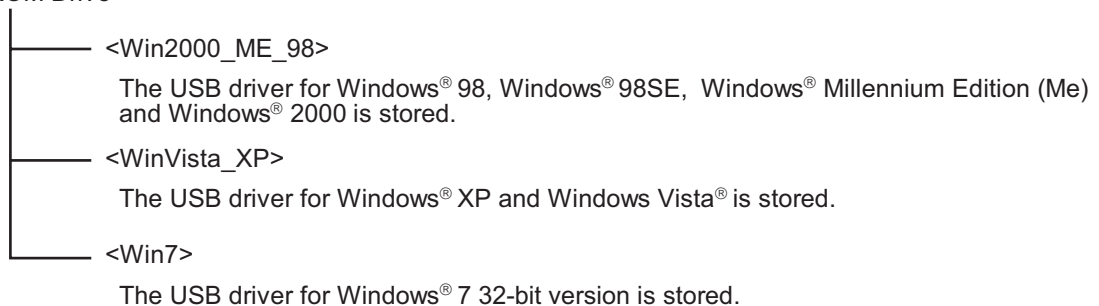 <Win2000_ME_98>
The USB driver for Windows® 98, Windows® 98SE, Windows® Millennium Edition (Me)
and Windows® 2000 is stored.
<WinVista_XP>
The USB driver for Windows® XP and Windows Vista® is stored.
<Win7>
The USB driver for Windows® 7 32-bit version is stored.